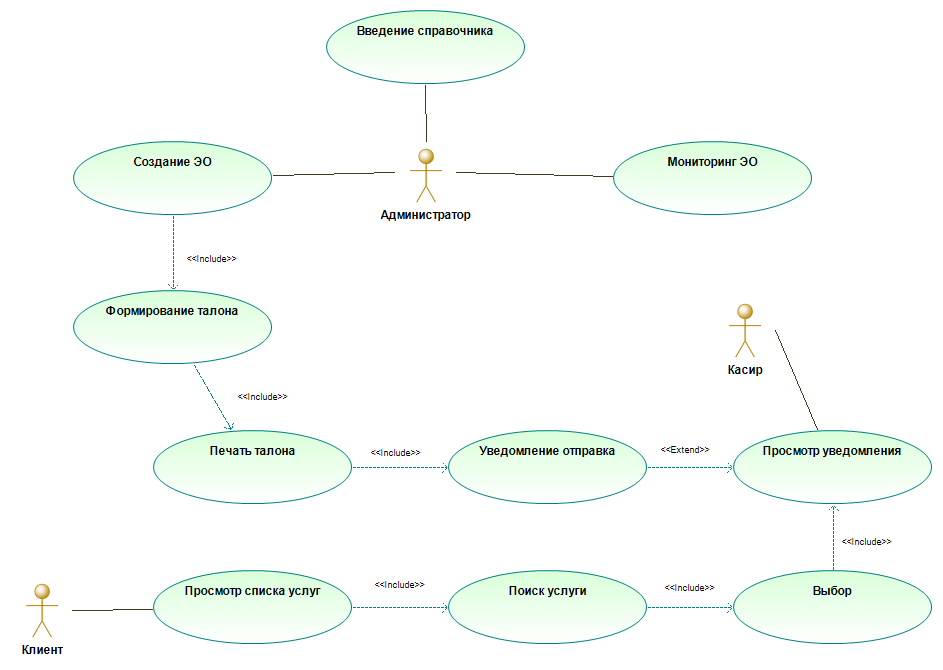 Введение справочника
Создание ЭО
Мониторинг ЭО
Администратор
<<Include>>
Формирование талона
Касир
<<Include>>
Печать талона
<<Include>>
Уведомление отправка
<<Extend>>
Просмотр уведомления
<<Include>>
Просмотр списка услуг
<<Include>>
Поиск услуги
<<Include>>
Выбор
Клиент